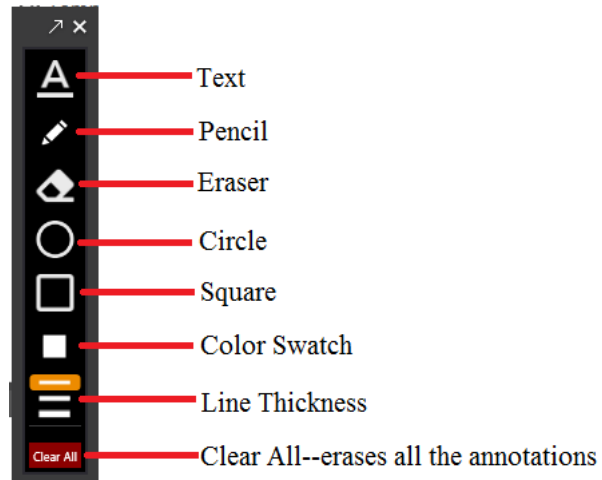 Text
Pencil
Eraser
Circle
Square
Color Swatch
Line Thickness
Clear All Clear All--erases all the annotations